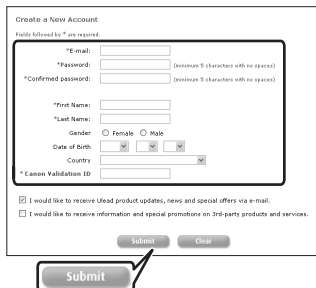 Create a New Account
Fields followed by * are required.
*E-mail:
*Password: (minimum 5 characters with no spaces)
*Confirmed password: (minimum 5 characters with no spaces)
*First Name:
*Last Name:
Gender Female Male
Date of Birth
Country
* Canon Validation ID
I would like to receive Ulead product updates, news and special offers via e-mail.
I would like to receive information and special promotions on 3rd-party products and services.
Submit Clear
Submit